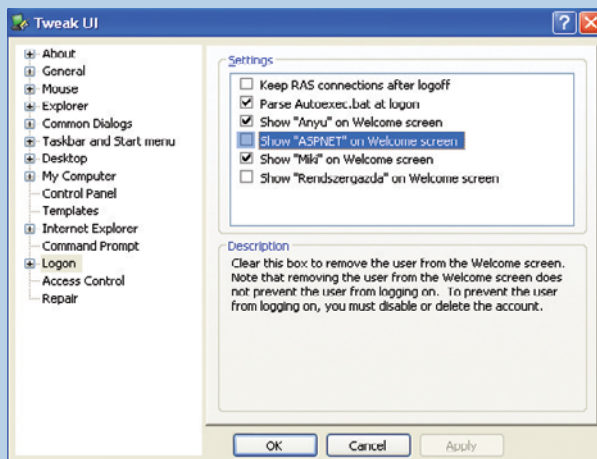 Tweak UI
About
General
Mouse
Explorer
Common Dialogs
Taskbar and Start menu
Desktop
My Computer
Control Panel
Templates
Internet Explorer
Command Prompt
Logon
Access Control
Repair
Settings
Keep RAS connections after logoff
Parse Autoexec.bat at logon
Show "Anyu" on Welcome screen
Show "ASPNET" on Welcome screen
Show "Miki" on Welcome screen
Show "Rendszergazda" on Welcome screen
Description
Clear this box to remove the user from the Welcome screen.
Note that removing the user from the Welcome screen does
not prevent the user from logging on. To prevent the user
from logging on, you must disable or delete the account.
OK
Cancel
Apply